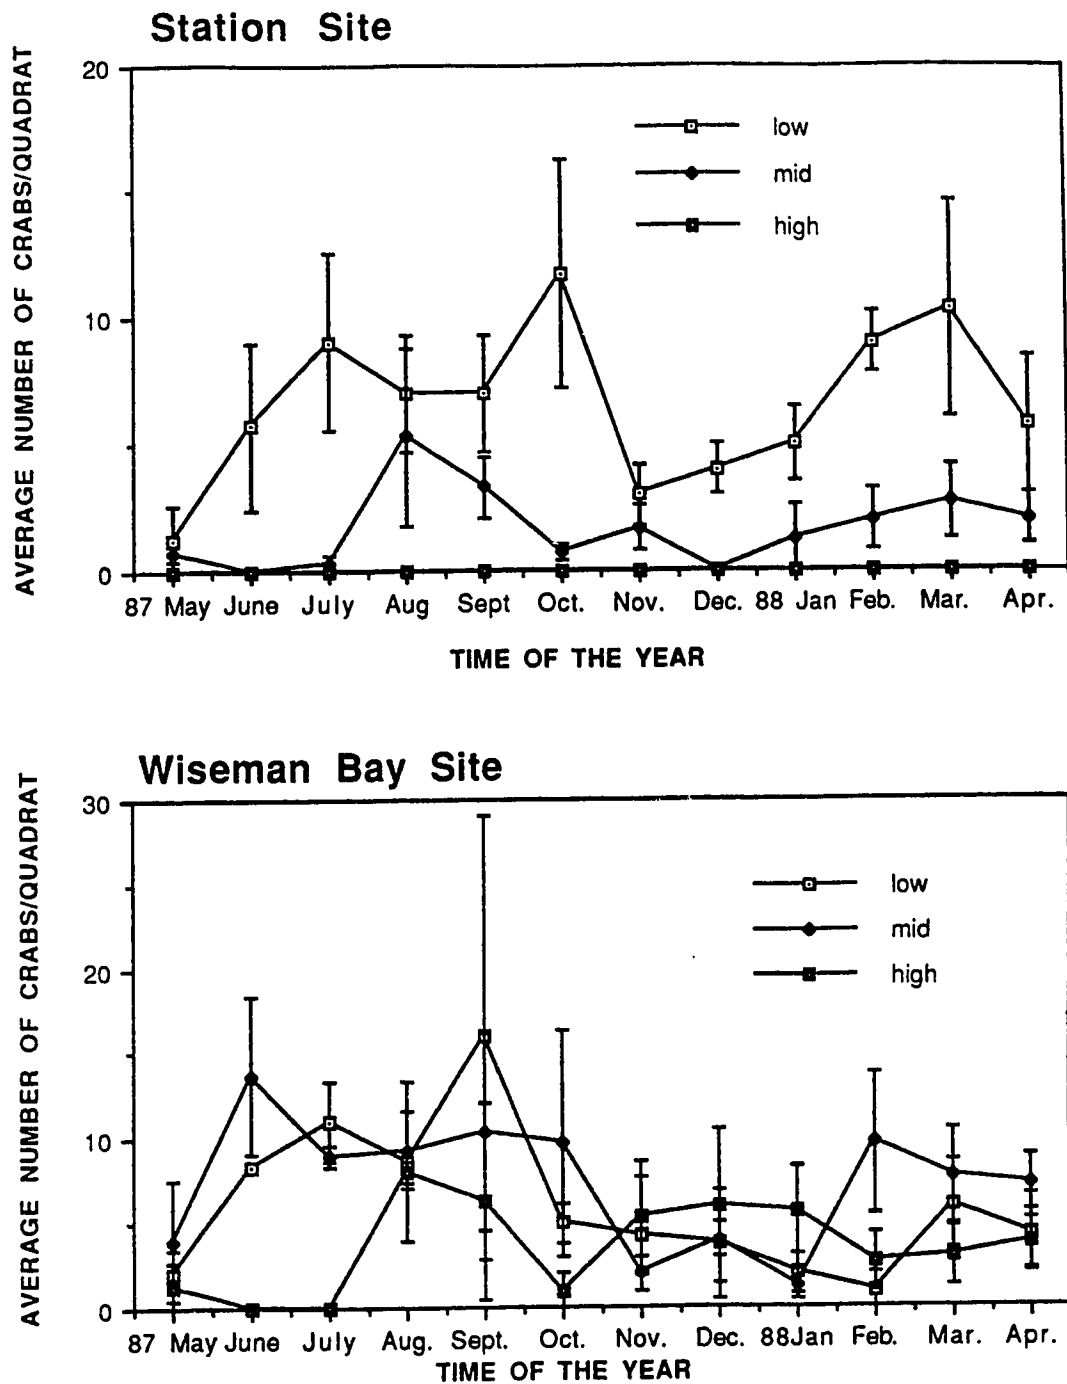 Station Site
AVERAGE NUMBER OF CRABS/QUADRAT
20
10
0
low
mid
high
87 May June July Aug Sept Oct. Nov. Dec. 88 Jan Feb. Mar. Apr.
TIME OF THE YEAR
Wiseman Bay Site
AVERAGE NUMBER OF CRABS/QUADRAT
30
20
10
0
low
mid
high
87 May June July Aug. Sept. Oct. Nov. Dec. 88Jan Feb. Mar. Apr.
TIME OF THE YEAR